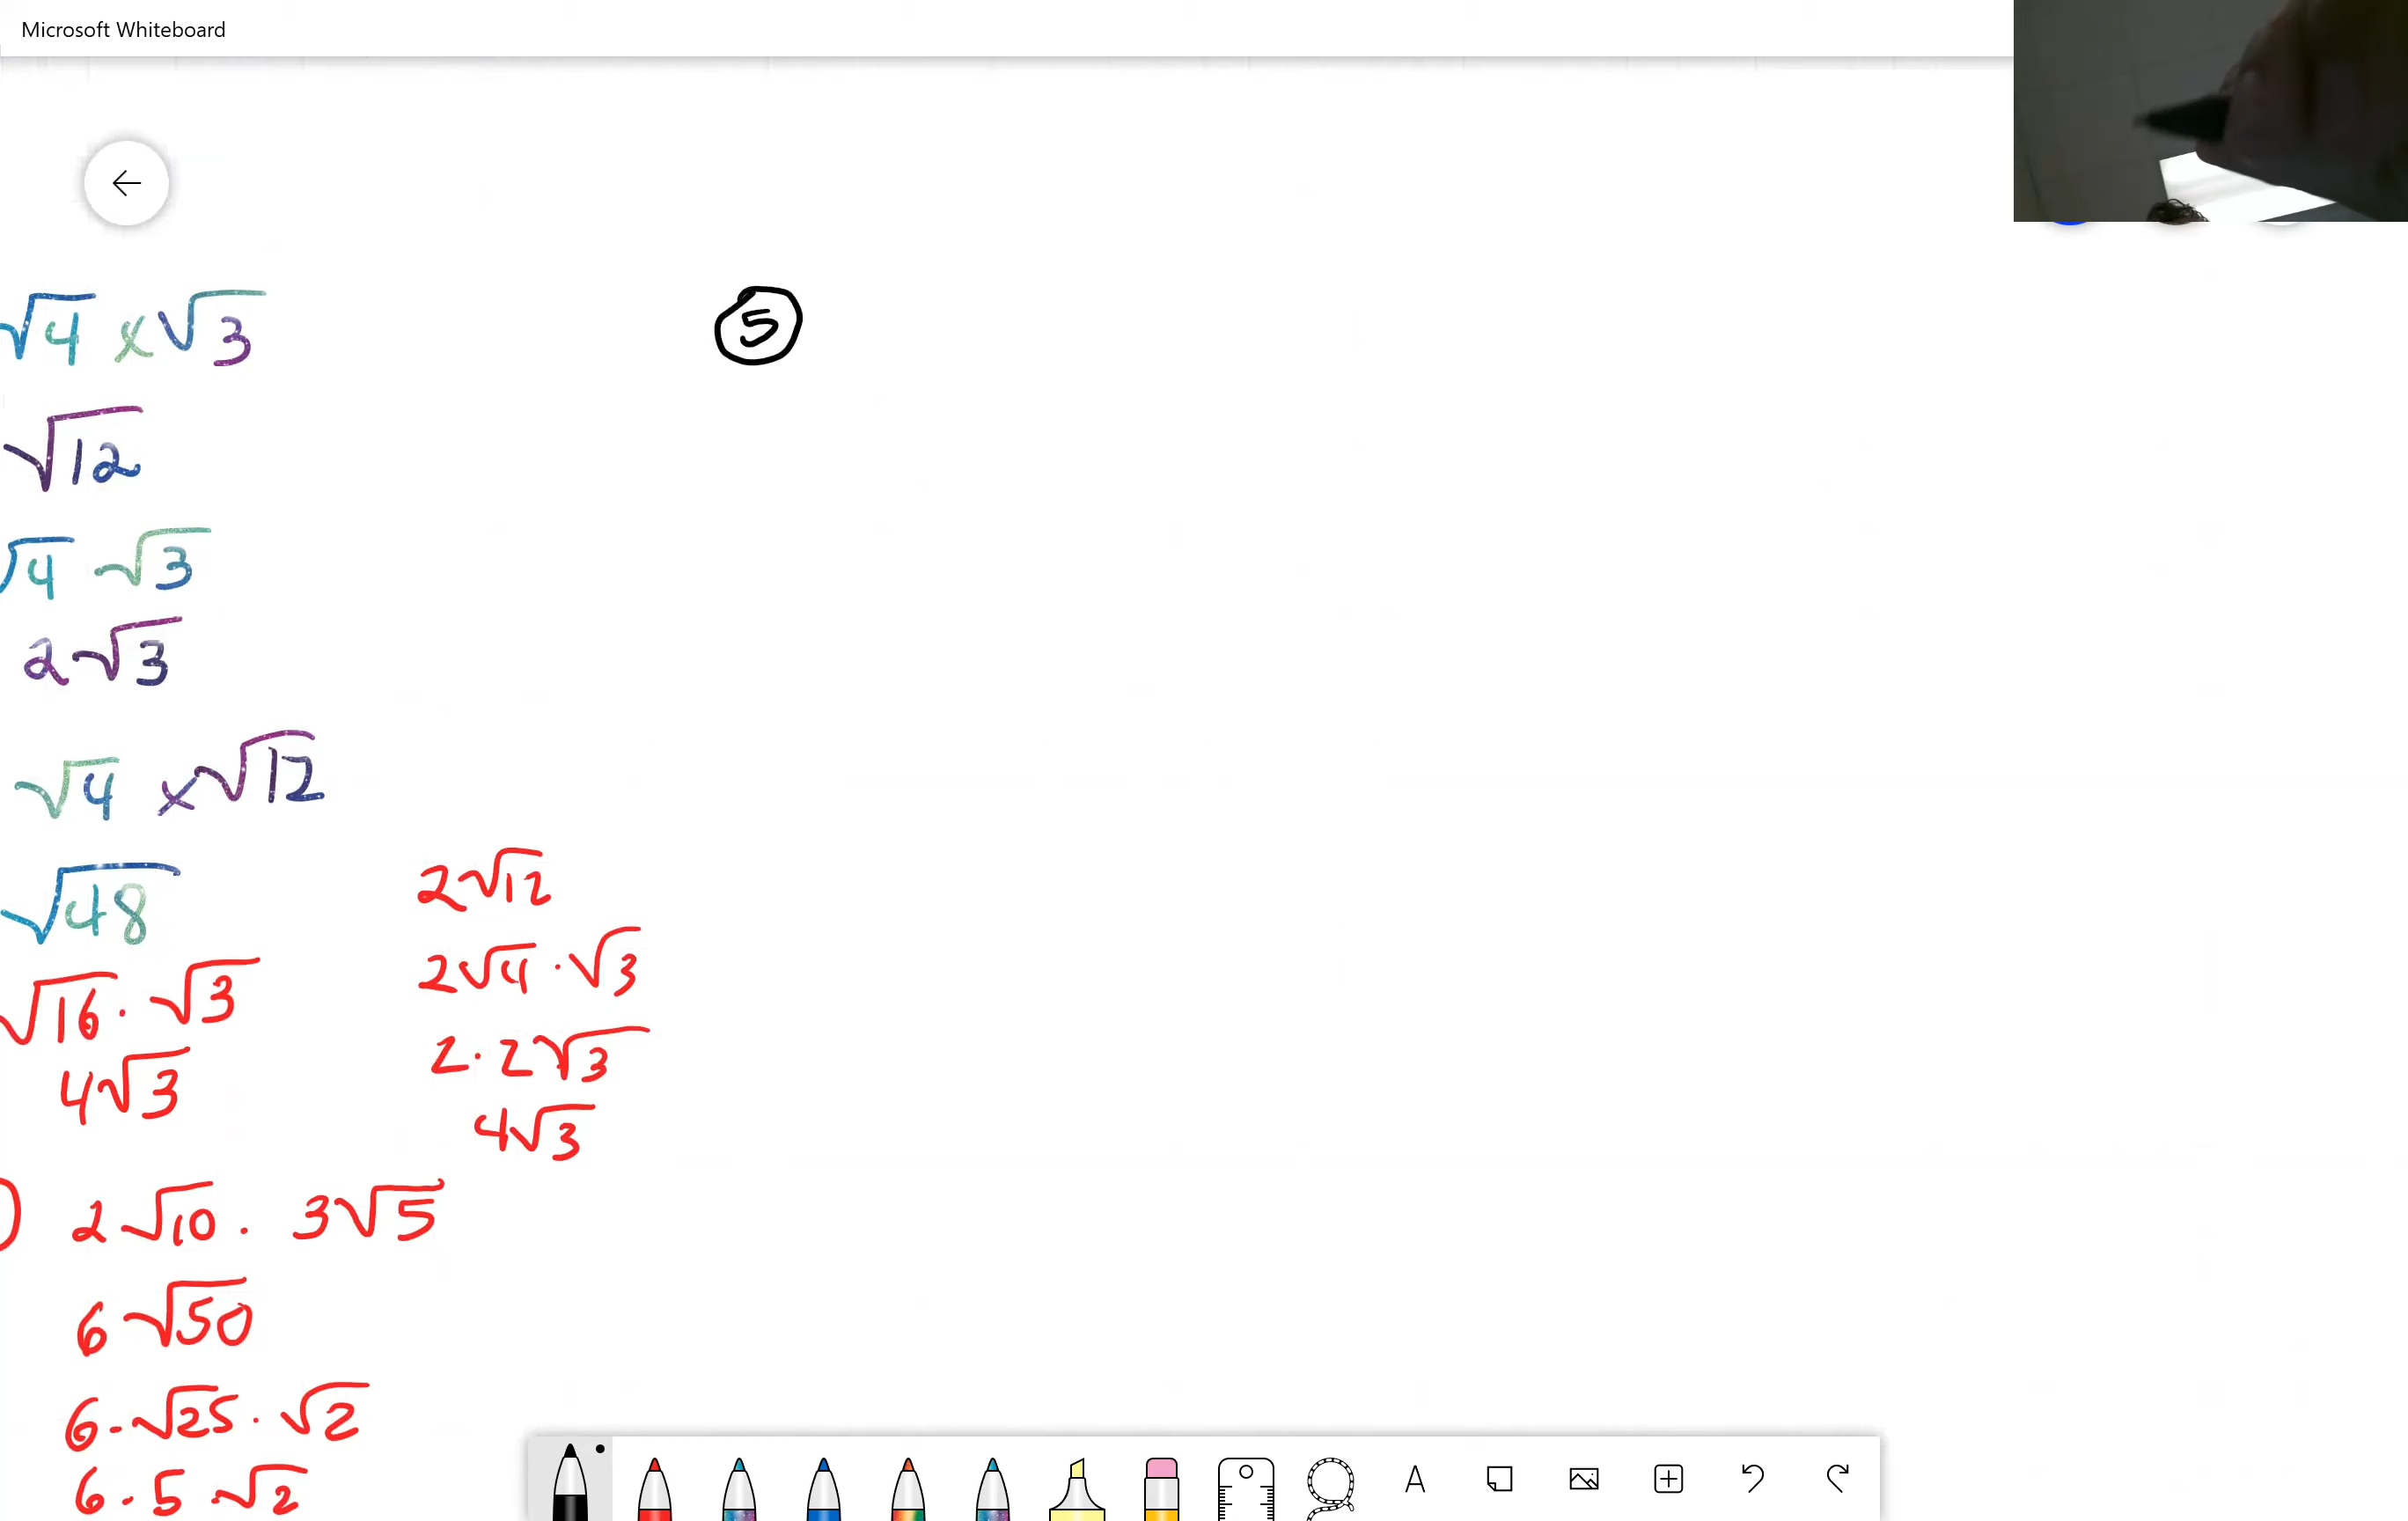 Microsoft Whiteboard
√4 x √3
√12
√4 √3
2√3
√4 x √12
√48
√16 · √3
4√3
2√12
2√4 · √3
2 · 2√3
4√3
) 2√10 · 3√5
6√50
6 · √25 · √2
6 · 5 · √2
5
A